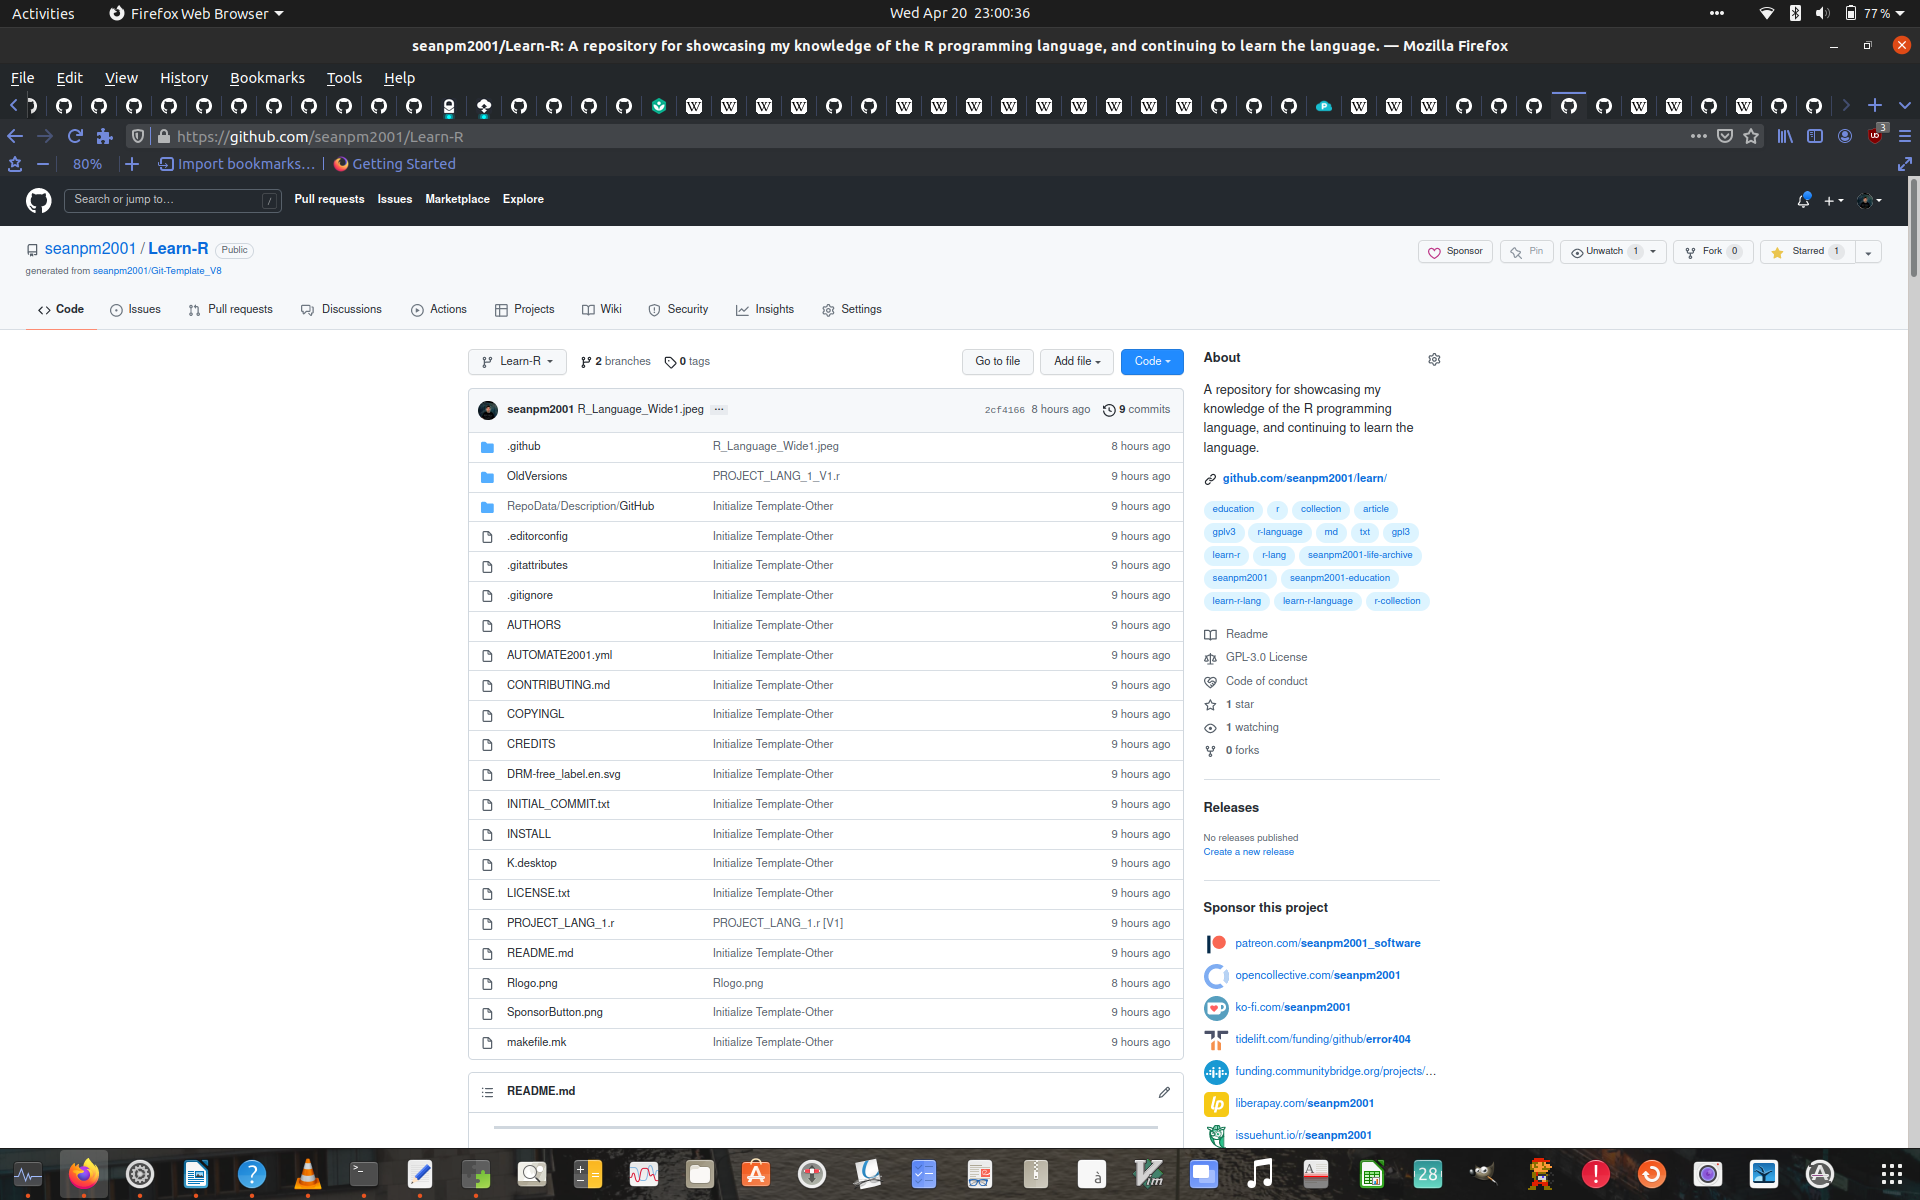 Activities
Firefox Web Browser
Wed Apr 20 23:00:36
77 %
seanpm2001/Learn-R: A repository for showcasing my knowledge of the R programming language, and continuing to learn the language. — Mozilla Firefox
File Edit View History Bookmarks Tools Help
https://github.com/seanpm2001/Learn-R
3
80%
Import bookmarks...
Getting Started
Search or jump to...
/
Pull requests Issues Marketplace Explore
seanpm2001 / Learn-R Public
generated from seanpm2001/Git-Template_V8
Sponsor
Pin
Unwatch 1
Fork 0
Starred 1
Code
Issues
Pull requests
Discussions
Actions
Projects
Wiki
Security
Insights
Settings
Learn-R
2 branches
0 tags
Go to file
Add file
Code
seanpm2001 R_Language_Wide1.jpeg ...
2cf4166 8 hours ago
9 commits
.github R_Language_Wide1.jpeg 8 hours ago
OldVersions PROJECT_LANG_1_V1.r 9 hours ago
RepoData/Description/GitHub Initialize Template-Other 9 hours ago
.editorconfig Initialize Template-Other 9 hours ago
.gitattributes Initialize Template-Other 9 hours ago
.gitignore Initialize Template-Other 9 hours ago
AUTHORS Initialize Template-Other 9 hours ago
AUTOMATE2001.yml Initialize Template-Other 9 hours ago
CONTRIBUTING.md Initialize Template-Other 9 hours ago
COPYINGL Initialize Template-Other 9 hours ago
CREDITS Initialize Template-Other 9 hours ago
DRM-free_label.en.svg Initialize Template-Other 9 hours ago
INITIAL_COMMIT.txt Initialize Template-Other 9 hours ago
INSTALL Initialize Template-Other 9 hours ago
K.desktop Initialize Template-Other 9 hours ago
LICENSE.txt Initialize Template-Other 9 hours ago
PROJECT_LANG_1.r PROJECT_LANG_1.r [V1] 9 hours ago
README.md Initialize Template-Other 9 hours ago
Rlogo.png Rlogo.png 8 hours ago
SponsorButton.png Initialize Template-Other 9 hours ago
makefile.mk Initialize Template-Other 9 hours ago
README.md
About
A repository for showcasing my
knowledge of the R programming
language, and continuing to learn the
language.
github.com/seanpm2001/learn/
education r collection article
gplv3 r-language md txt gpl3
learn-r r-lang seanpm2001-life-archive
seanpm2001 seanpm2001-education
learn-r-lang learn-r-language r-collection
Readme
GPL-3.0 License
Code of conduct
1 star
1 watching
0 forks
Releases
No releases published
Create a new release
Sponsor this project
patreon.com/seanpm2001_software
opencollective.com/seanpm2001
ko-fi.com/seanpm2001
tidelift.com/funding/github/error404
funding.communitybridge.org/projects/...
liberapay.com/seanpm2001
issuehunt.io/r/seanpm2001
28